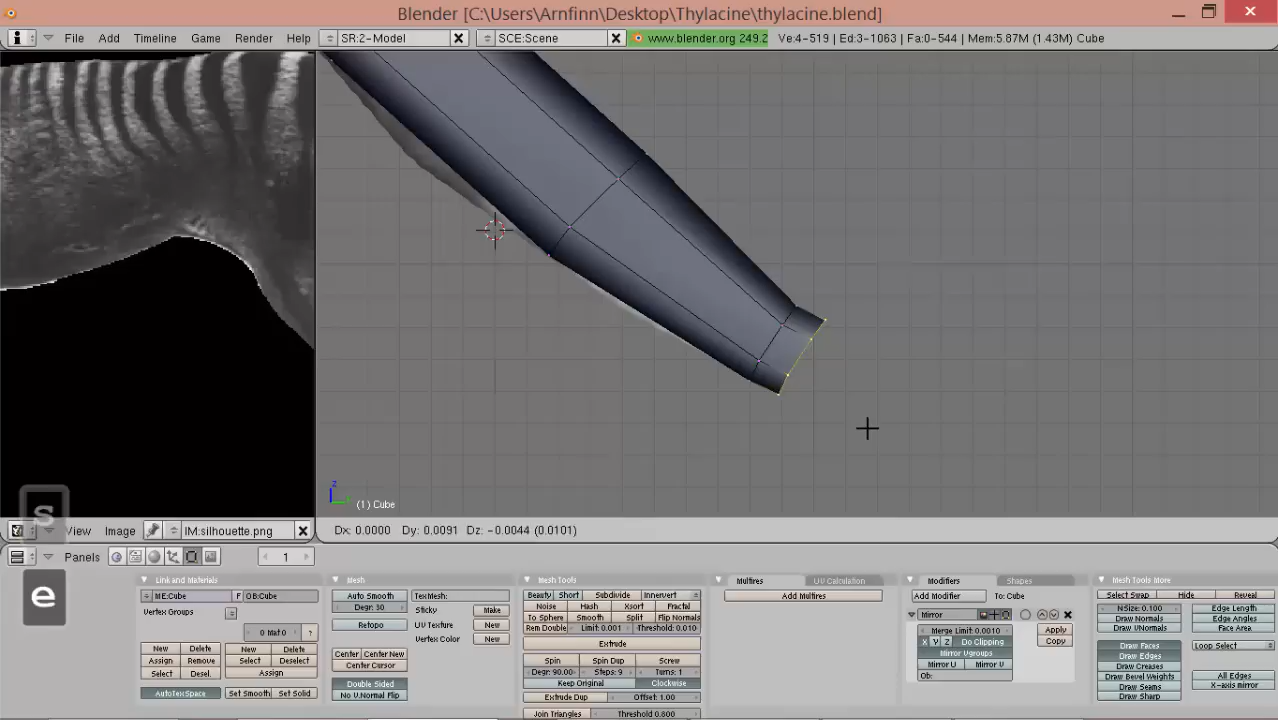 Blender [C:\Users\Arnfinn\Desktop\Thylacine\thylacine.blend]
File Add Timeline Game Render Help SR:2-Model SCE:Scene www.blender.org 249.2 Ve:4-519 | Ed:3-1063 | Fa:0-544 | Mem:5.87M (1.43M) Cube
z
(1) Cube
s
View Image IM:silhouette.png Dx: 0.0000 Dy: 0.0091 Dz: -0.0044 (0.0101)
Panels 1
e
Link and Materials Mesh Mesh Tools Multires UV Calculation Modifiers Shapes Mesh Tools More
ME:Cube F OB:Cube Auto Smooth TexMesh: Beauty Short Subdivide Innervert Add Multires Add Modifier To: Cube Select Swap Hide Reveal
Vertex Groups Degr: 30 Sticky Make Noise Hash Xsort Fractal Mirror NSize: 0.100 Edge Length
Retopo UV Texture New To Sphere Smooth Split Flip Normals Draw Normals Edge Angles
0 Mat 0 ? Vertex Color New Rem Double Limit: 0.001 Threshold: 0.010 Merge Limit: 0.0010 Apply Draw VNormals Face Area
New Delete New Delete Center Center New Extrude X Y Z Do Clipping Copy Draw Faces Loop Select
Assign Remove Select Deselect Center Cursor Spin Spin Dup Screw Mirror Vgroups Draw Edges
Select Desel. Assign Degr: 90.00 Steps: 9 Turns: 1 Mirror U Mirror V Draw Creases All Edges
Double Sided Keep Original Clockwise Ob: Draw Bevel Weights X-axis mirror
AutoTexSpace Set Smooth Set Solid No V.Normal Flip Extrude Dup Offset: 1.00 Draw Seams
Join Triangles Threshold 0.800 Draw Sharp